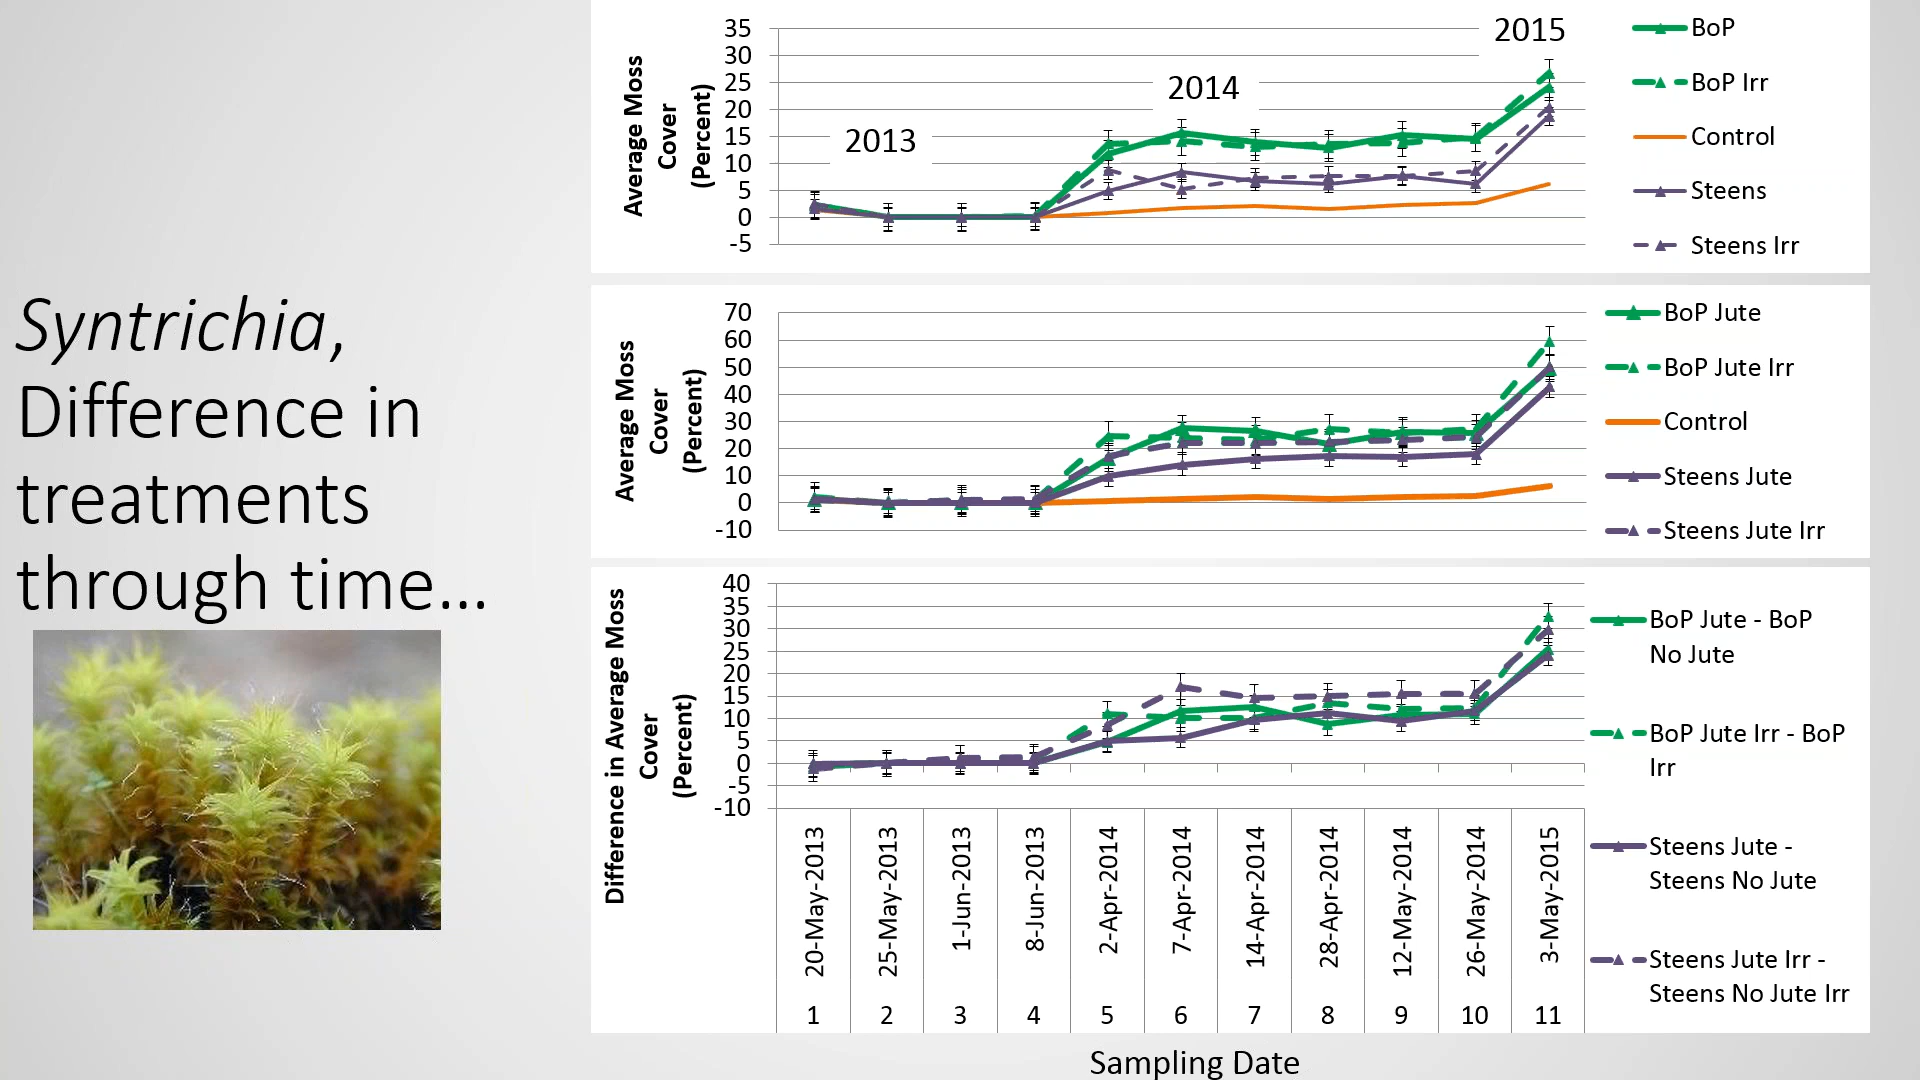 Syntrichia,
Difference in
treatments
through time…
Average Moss
Cover
(Percent)
35
30
25
20
15
10
5
0
-5
2013
2014
2015
BoP
BoP Irr
Control
Steens
Steens Irr
Average Moss
Cover
(Percent)
70
60
50
40
30
20
10
0
-10
BoP Jute
BoP Jute Irr
Control
Steens Jute
Steens Jute Irr
Difference in Average Moss
Cover
(Percent)
40
35
30
25
20
15
10
5
0
-5
-10
BoP Jute - BoP
No Jute
BoP Jute Irr - BoP
Irr
Steens Jute -
Steens No Jute
Steens Jute Irr -
Steens No Jute Irr
20-May-2013
25-May-2013
1-Jun-2013
8-Jun-2013
2-Apr-2014
7-Apr-2014
14-Apr-2014
28-Apr-2014
12-May-2014
26-May-2014
3-May-2015
1 2 3 4 5 6 7 8 9 10 11
Sampling Date